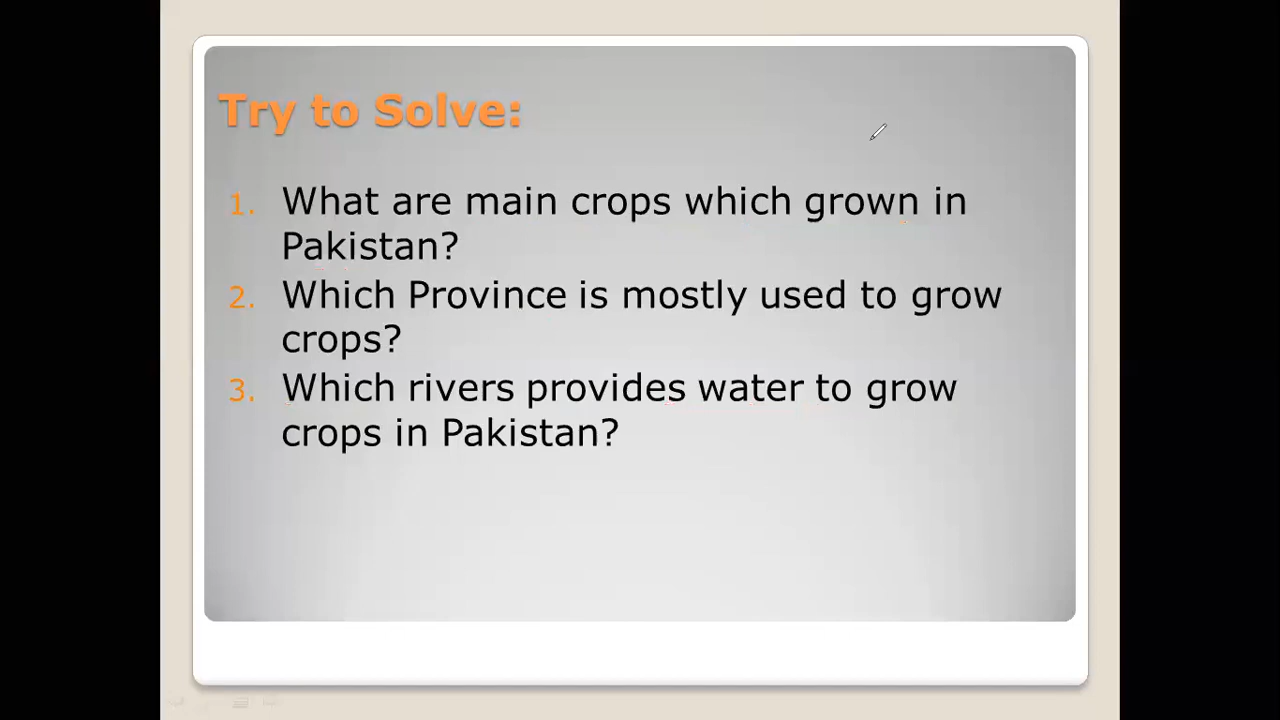 Try to Solve:
1. What are main crops which grown in
Pakistan?
2. Which Province is mostly used to grow
crops?
3. Which rivers provides water to grow
crops in Pakistan?